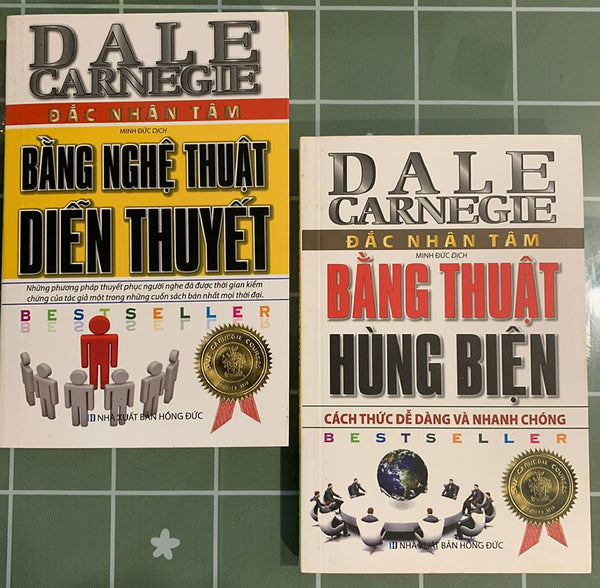 DALE
CARNEGIE
ĐẮC NHÂN TÂM
MINH ĐỨC DỊCH
BẰNG NGHỆ THUẬT
DIỄN THUYẾT
Những phương pháp thuyết phục người nghe đã được thời gian kiểm
chứng của tác giả một trong những cuốn sách bán nhất mọi thời đại.
BESTSELLER
NHÀ XUẤT BẢN HỒNG ĐỨC
DALE
CARNEGIE
ĐẮC NHÂN TÂM
MINH ĐỨC DỊCH
BẰNG THUẬT
HÙNG BIỆN
CÁCH THỨC DỄ DÀNG VÀ NHANH CHÓNG
BESTSELLER
NHÀ XUẤT BẢN HỒNG ĐỨC